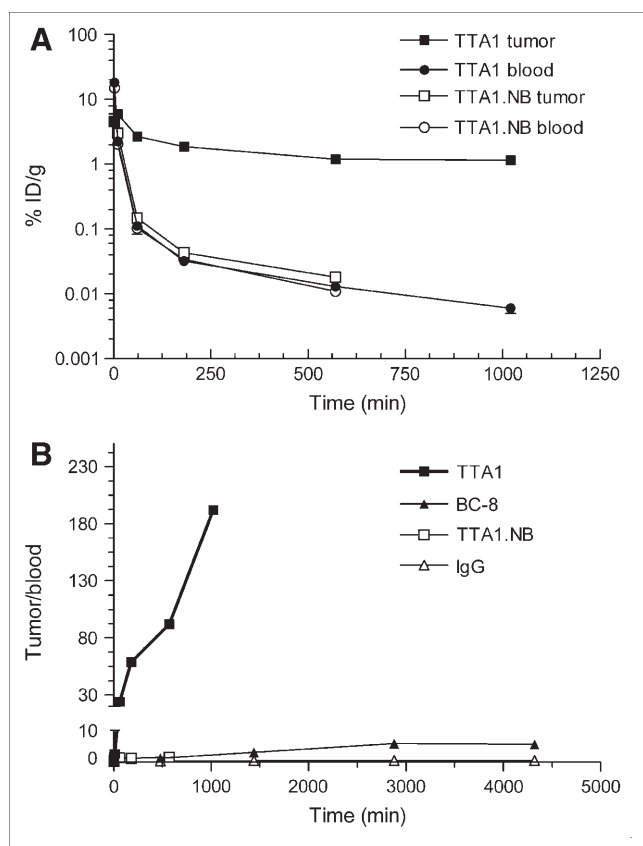 A
100
10
1
0.1
0.01
0.001
% ID/g
TTA1 tumor
TTA1 blood
TTA1.NB tumor
TTA1.NB blood
0 250 500 750 1000 1250
Time (min)
B
230
180
130
80
30
10
0
Tumor/blood
TTA1
BC-8
TTA1.NB
IgG
0 1000 2000 3000 4000 5000
Time (min)